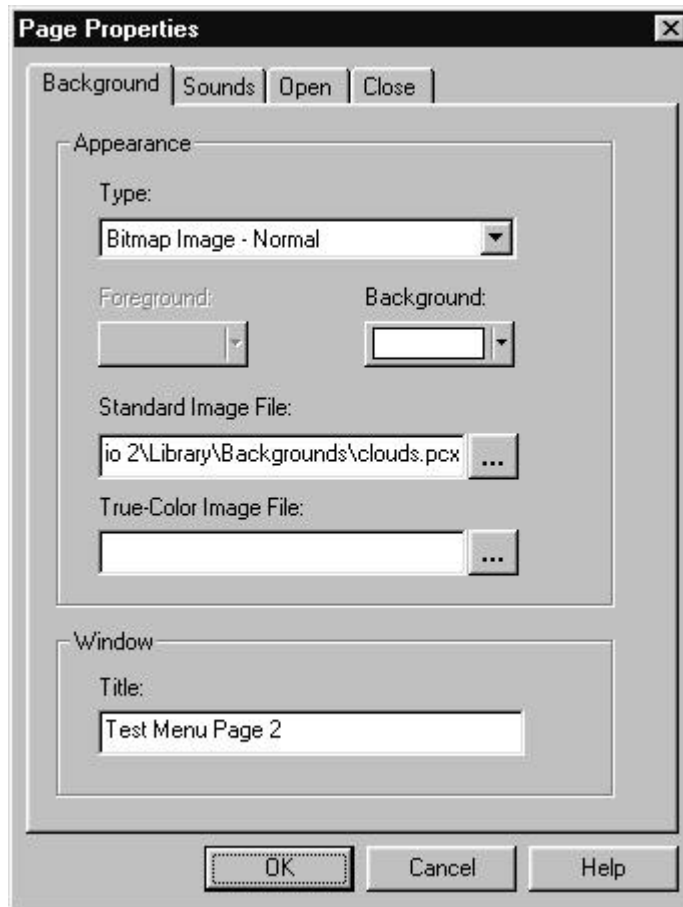 Page Properties
Background Sounds Open Close
Appearance
Type:
Bitmap Image - Normal
Foreground: Background:
Standard Image File:
io 2\Library\Backgrounds\clouds.pcx ...
True-Color Image File:
...
Window
Title:
Test Menu Page 2
OK Cancel Help